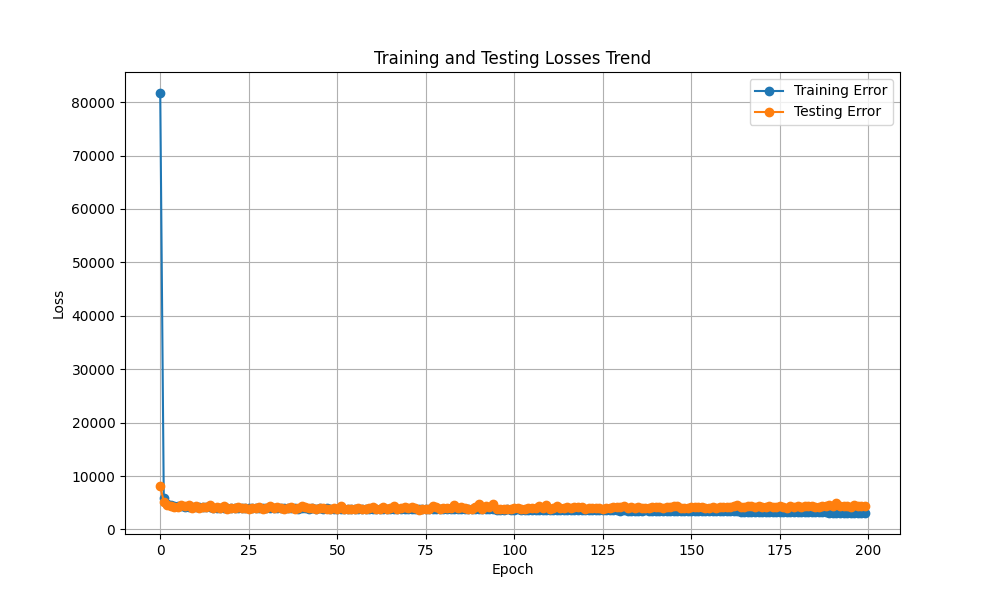 Training and Testing Losses Trend
Training Error
Testing Error
80000
70000
60000
50000
40000
30000
20000
10000
0
Loss
0 25 50 75 100 125 150 175 200
Epoch